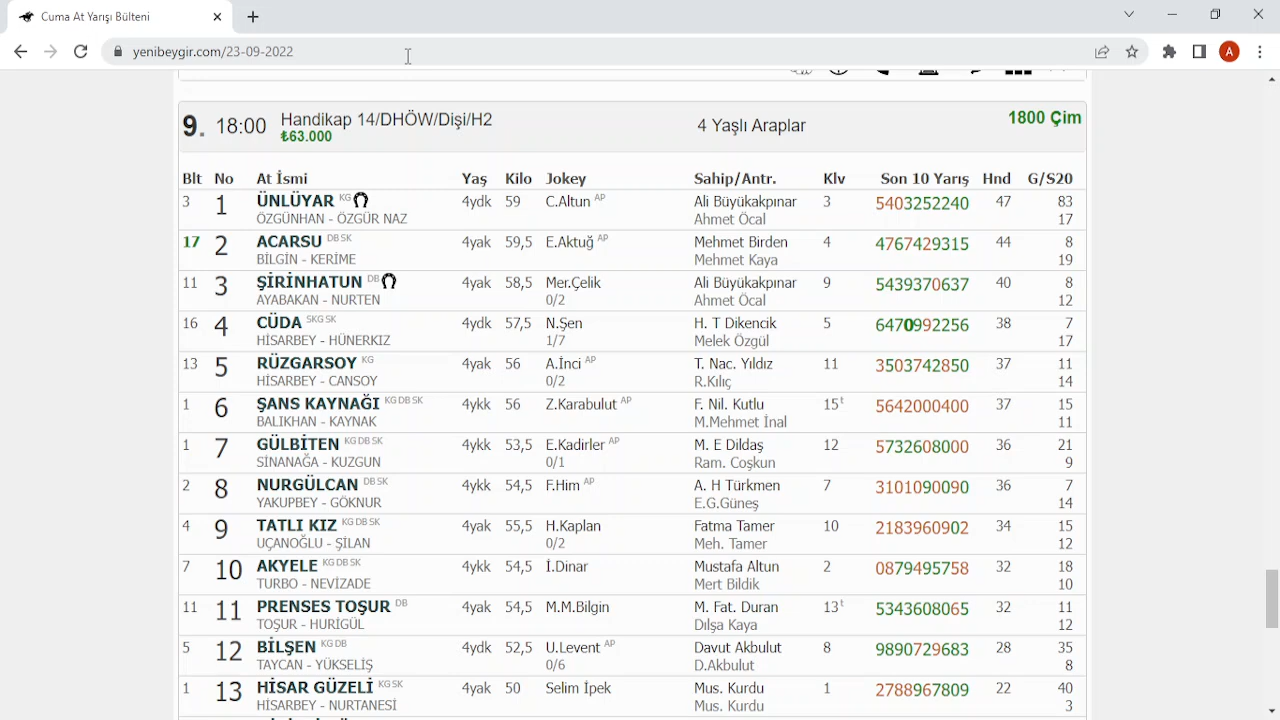 Cuma At Yarışı Bülteni
yenibeygir.com/23-09-2022
A
9. 18:00 Handikap 14/DHÖW/Dişi/H2 4 Yaşlı Araplar 1800 Çim
₺63.000
Blt No At İsmi Yaş Kilo Jokey Sahip/Antr. Klv Son 10 Yarış Hnd G/S20
3 1 ÜNLÜYAR KG 4ydk 59 C.Altun AP Ali Büyükakpınar 3 5403252240 47 83
ÖZGÜNHAN - ÖZGÜR NAZ Ahmet Öcal 17
17 2 ACARSU DB SK 4yak 59,5 E.Aktuğ AP Mehmet Birden 4 4767429315 44 8
BİLGİN - KERİME Mehmet Kaya 19
11 3 ŞİRİNHATUN DB 4yak 58,5 Mer.Çelik Ali Büyükakpınar 9 5439370637 40 8
AYABAKAN - NURTEN 0/2 Ahmet Öcal 12
16 4 CÜDA SKG SK 4ydk 57,5 N.Şen H. T Dikencik 5 6470992256 38 7
HİSARBEY - HÜNERKIZ 1/7 Melek Özgül 17
13 5 RÜZGARSOY KG 4yak 56 A.İnci AP T. Nac. Yıldız 11 3503742850 37 11
HİSARBEY - CANSOY 0/2 R.Kılıç 14
1 6 ŞANS KAYNAĞI KG DB SK 4ykk 56 Z.Karabulut AP F. Nil. Kutlu 15t 5642000400 37 15
BALIKHAN - KAYNAK M.Mehmet İnal 11
1 7 GÜLBİTEN KG DB SK 4ykk 53,5 E.Kadirler AP M. E Dildaş 12 5732608000 36 21
SİNANAĞA - KUZGUN 0/1 Ram. Coşkun 9
2 8 NURGÜLCAN DB SK 4ykk 54,5 F.Him AP A. H Türkmen 7 3101090090 36 7
YAKUPBEY - GÖKNUR E.G.Güneş 14
4 9 TATLI KIZ KG DB SK 4yak 55,5 H.Kaplan Fatma Tamer 10 2183960902 34 15
UÇANOĞLU - ŞİLAN 0/2 Meh. Tamer 12
7 10 AKYELE KG DB SK 4ykk 54,5 İ.Dinar Mustafa Altun 2 0879495758 32 18
TURBO - NEVİZADE Mert Bildik 10
11 11 PRENSES TOŞUR DB 4yak 54,5 M.M.Bilgin M. Fat. Duran 13t 5343608065 32 11
TOŞUR - HURİGÜL Dılşa Kaya 12
5 12 BİLŞEN KG DB 4ydk 52,5 U.Levent AP Davut Akbulut 8 9890729683 28 35
TAYCAN - YÜKSELİŞ 0/6 D.Akbulut 8
1 13 HİSAR GÜZELİ KG SK 4yak 50 Selim İpek Mus. Kurdu 1 2788967809 22 40
HİSARBEY - NURTANESİ Mus. Kurdu 3